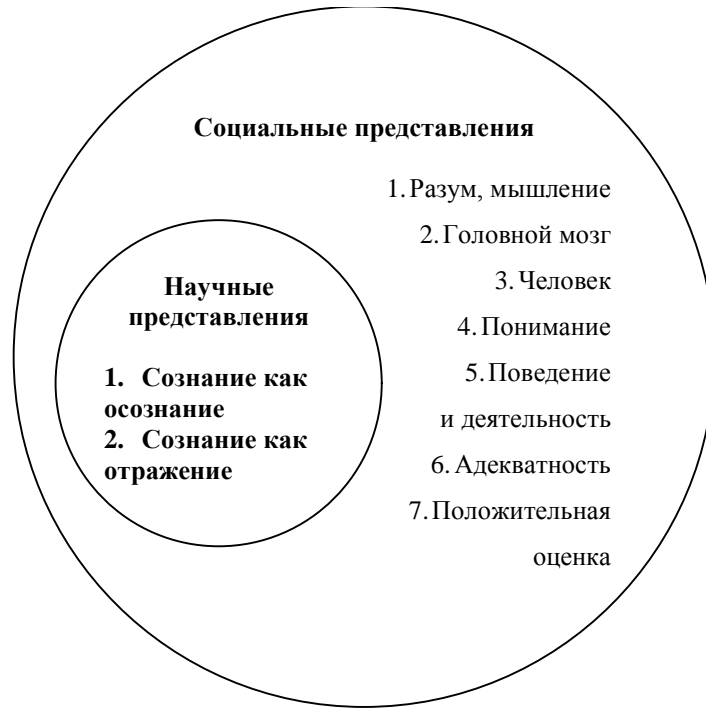 Социальные представления
1.Разум, мышление
2.Головной мозг
3.Человек
4.Понимание
5.Поведение
и деятельность
6.Адекватность
7.Положительная
оценка
Научные
представления
1. Сознание как
осознание
2. Сознание как
отражение